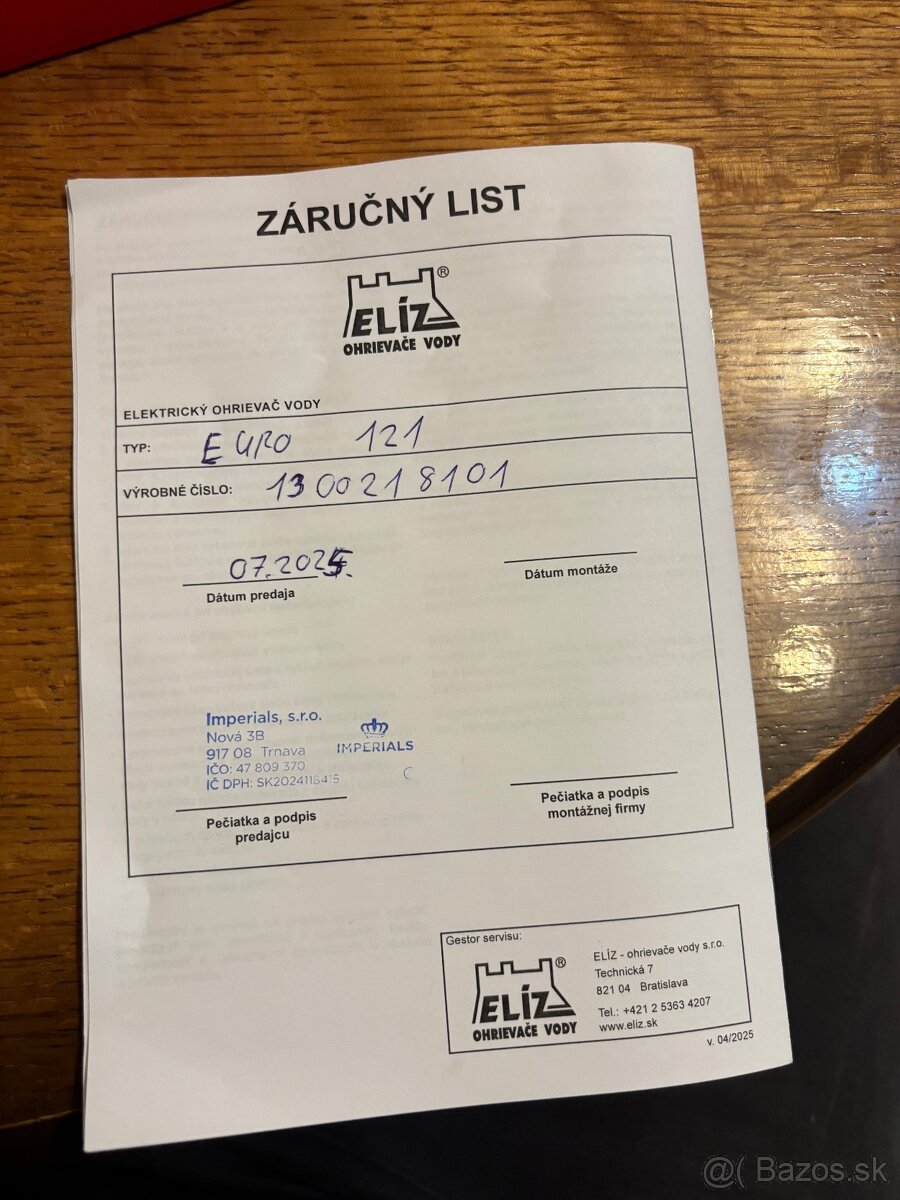 ZÁRUČNÝ LIST
ELÍZ®
OHRIEVAČE VODY
ELEKTRICKÝ OHRIEVAČ VODY
TYP: EURO 121
VÝROBNÉ ČÍSLO: 1300218101
07.2025.
Dátum predaja
Dátum montáže
Imperials, s.r.o.
Nová 3B
917 08 Trnava
IČO: 47 809 370
IČ DPH: SK2024118415
IMPERIALS
Pečiatka a podpis
predajcu
Pečiatka a podpis
montážnej firmy
Gestor servisu:
ELÍZ®
OHRIEVAČE VODY
ELÍZ - ohrievače vody s.r.o.
Technická 7
821 04 Bratislava
Tel.: +421 2 5363 4207
www.eliz.sk
v. 04/2025
@( Bazos.sk